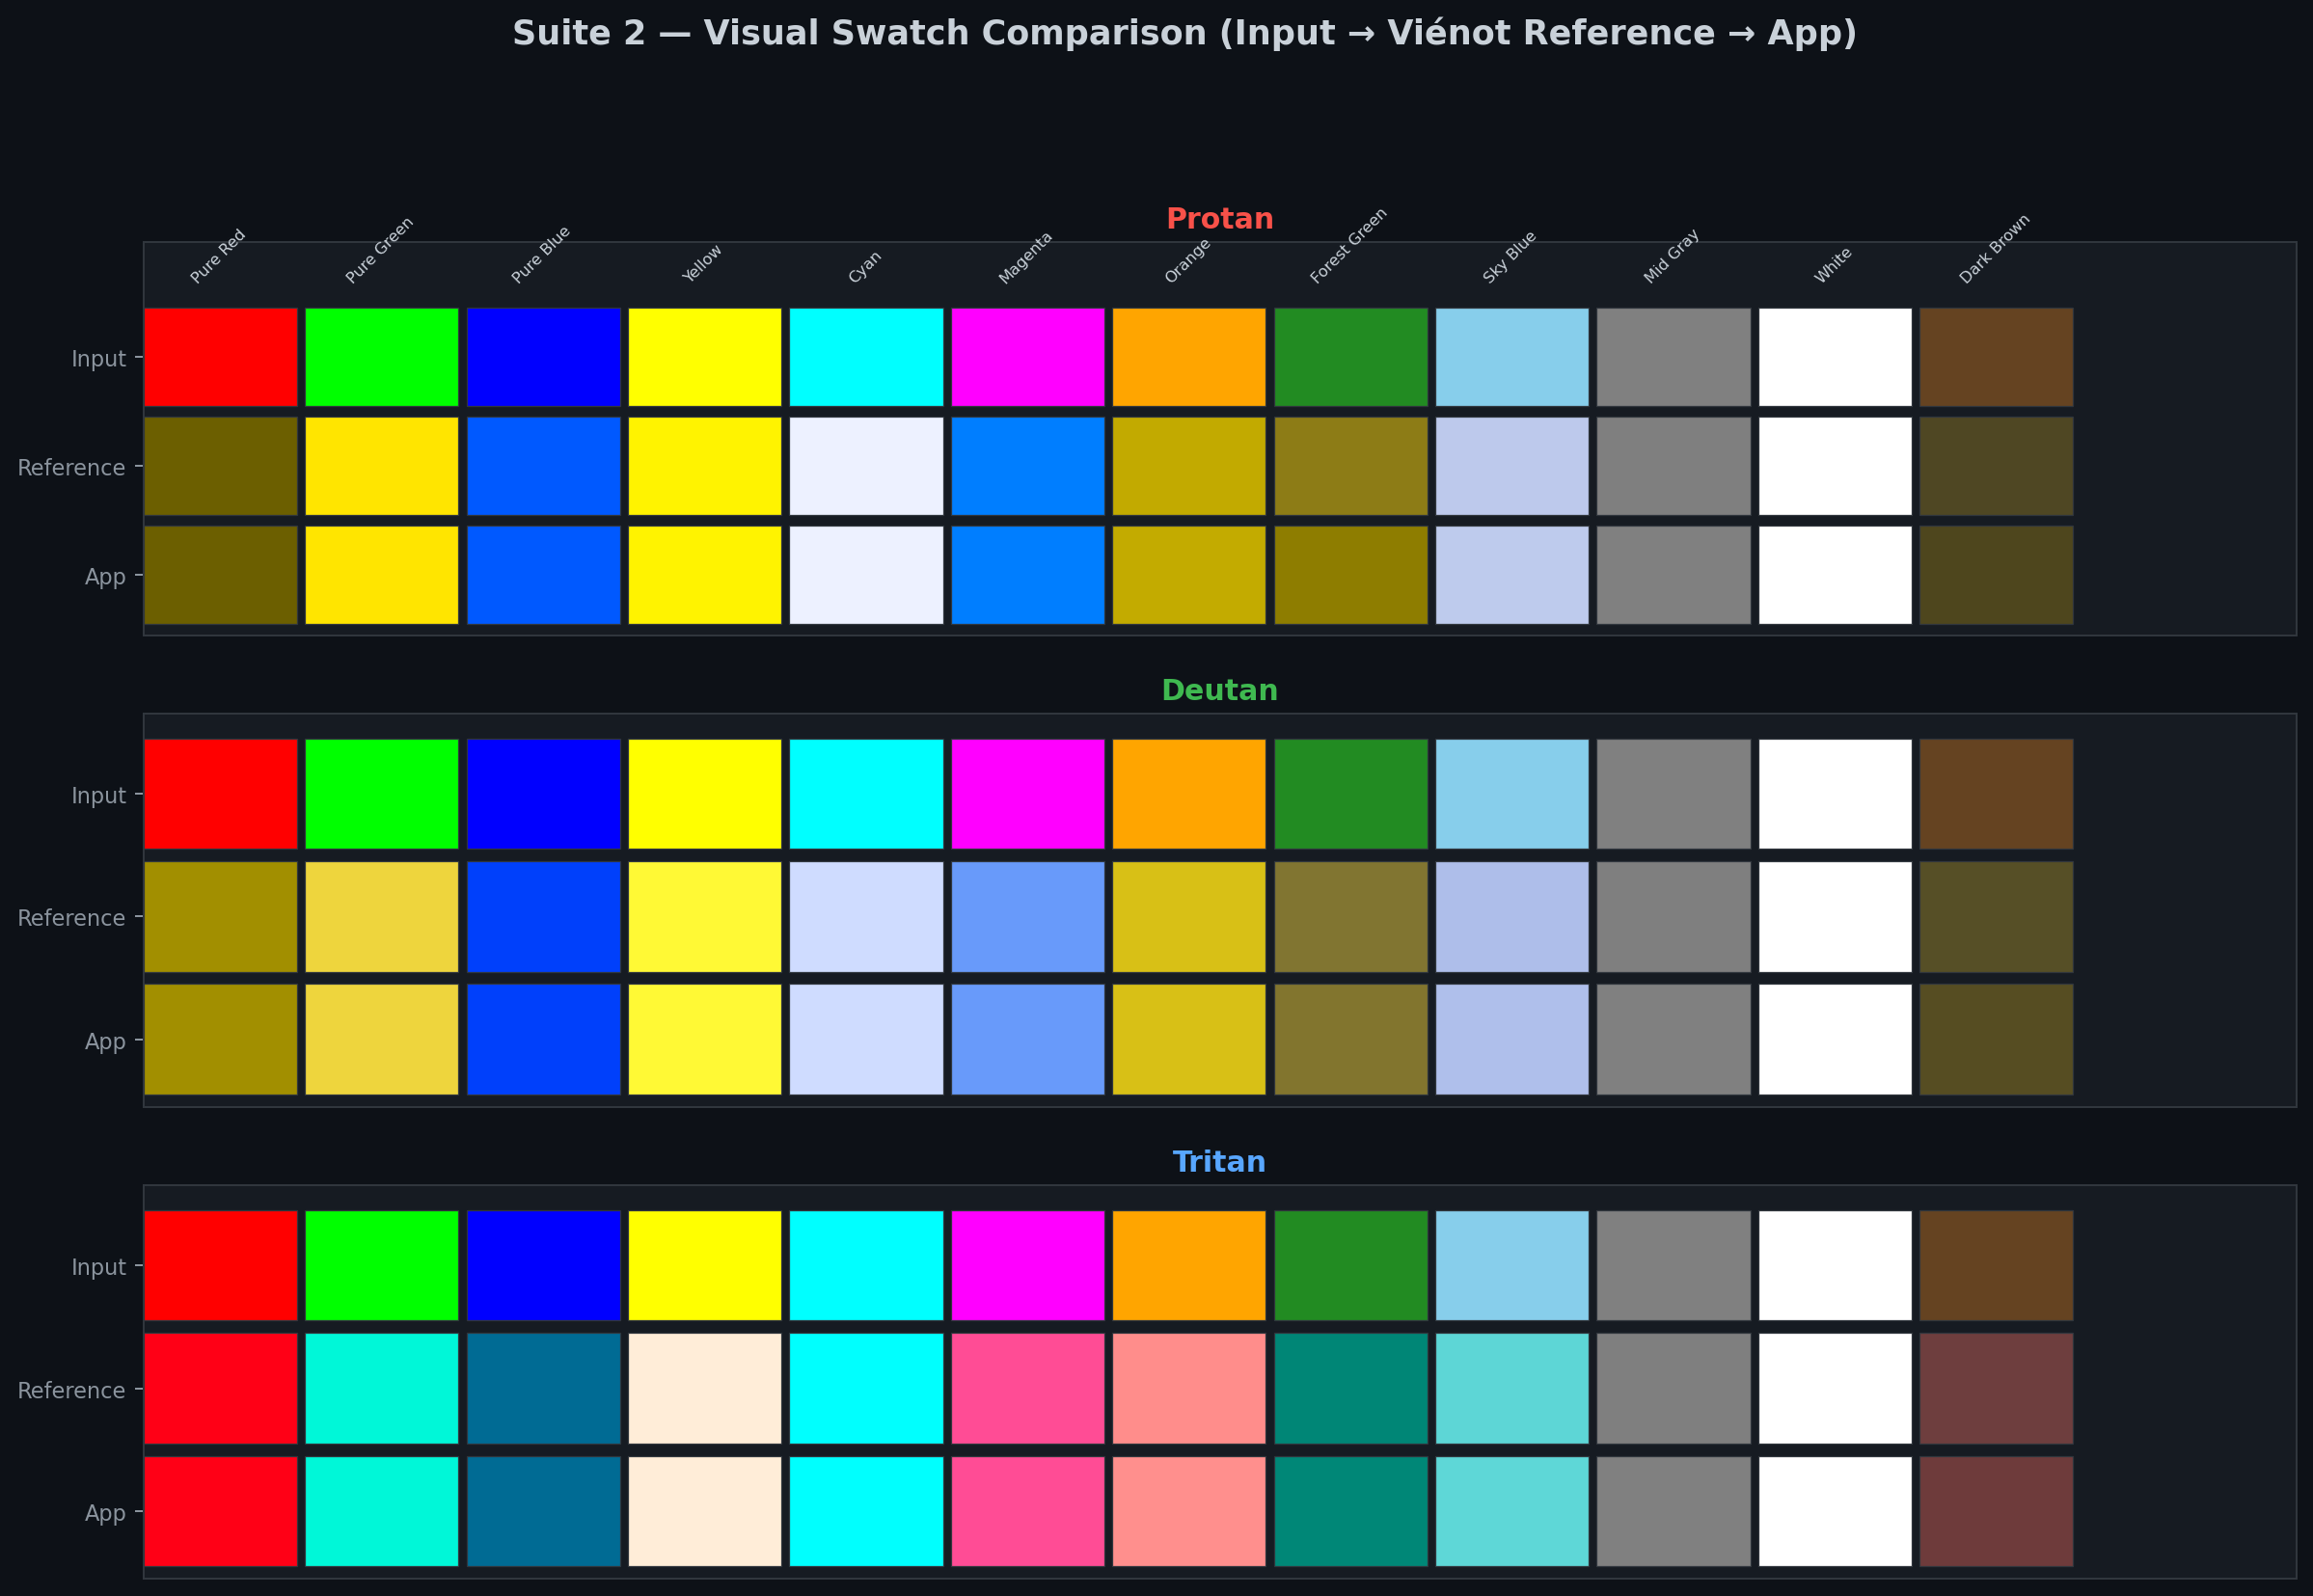 Suite 2 — Visual Swatch Comparison (Input → Viénot Reference → App)
Protan
Pure Red
Pure Green
Pure Blue
Yellow
Cyan
Magenta
Orange
Forest Green
Sky Blue
Mid Gray
White
Dark Brown
Input
Reference
App
Deutan
Input
Reference
App
Tritan
Input
Reference
App